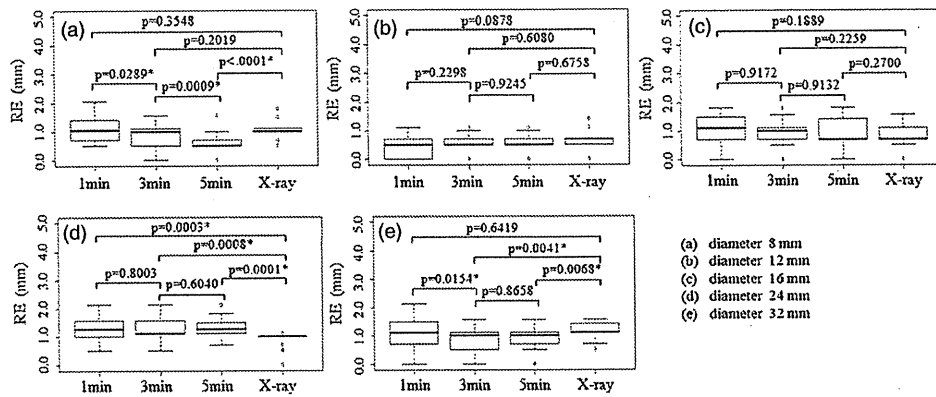 (a)
RE (mm)
0.0 1.0 2.0 3.0 4.0 5.0
p=0.3548
p=0.2019
p<.0001*
p=0.0289*
p=0.0009*
1min 3min 5min X-ray
(b)
RE (mm)
0.0 1.0 2.0 3.0 4.0 5.0
p=0.0878
p=0.6080
p=0.6758
p=0.2298
p=0.9245
1min 3min 5min X-ray
(c)
RE (mm)
0.0 1.0 2.0 3.0 4.0 5.0
p=0.1889
p=0.2259
p=0.2700
p=0.9172
p=0.9132
1min 3min 5min X-ray
(d)
RE (mm)
0.0 1.0 2.0 3.0 4.0 5.0
p=0.0003*
p=0.0008*
p=0.0001*
p=0.8003
p=0.6040
1min 3min 5min X-ray
(e)
RE (mm)
0.0 1.0 2.0 3.0 4.0 5.0
p=0.6419
p=0.0041*
p=0.0068*
p=0.0154*
p=0.8658
1min 3min 5min X-ray
(a) diameter 8 mm
(b) diameter 12 mm
(c) diameter 16 mm
(d) diameter 24 mm
(e) diameter 32 mm